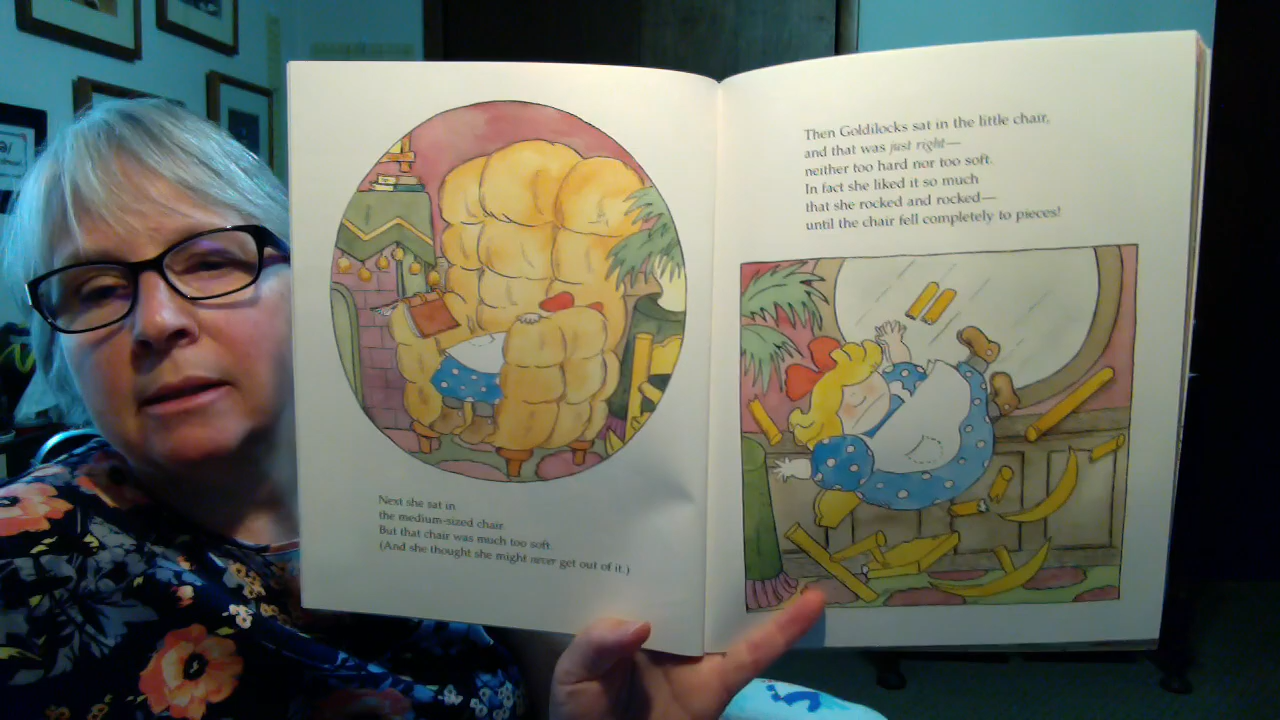 Next she sat in
the medium-sized chair.
But that chair was much too soft.
(And she thought she might never get out of it.)
Then Goldilocks sat in the little chair,
and that was just right—
neither too hard nor too soft.
In fact she liked it so much
that she rocked and rocked—
until the chair fell completely to pieces!